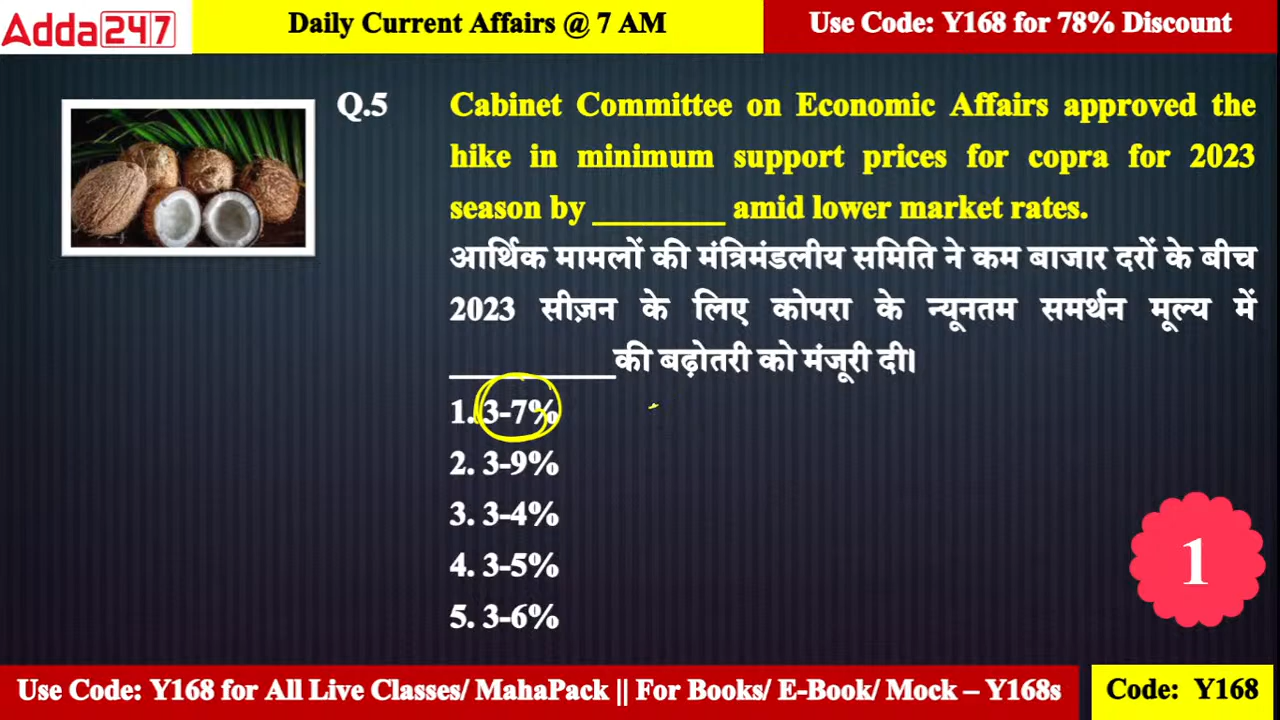 Adda247
Daily Current Affairs @ 7 AM
Use Code: Y168 for 78% Discount
Q.5
Cabinet Committee on Economic Affairs approved the
hike in minimum support prices for copra for 2023
season by ________ amid lower market rates.
आर्थिक मामलों की मंत्रिमंडलीय समिति ने कम बाजार दरों के बीच
2023 सीज़न के लिए कोपरा के न्यूनतम समर्थन मूल्य में
__________की बढ़ोतरी को मंजूरी दी।
1. 3-7%
2. 3-9%
3. 3-4%
4. 3-5%
5. 3-6%
1
Use Code: Y168 for All Live Classes/ MahaPack || For Books/ E-Book/ Mock – Y168s
Code: Y168